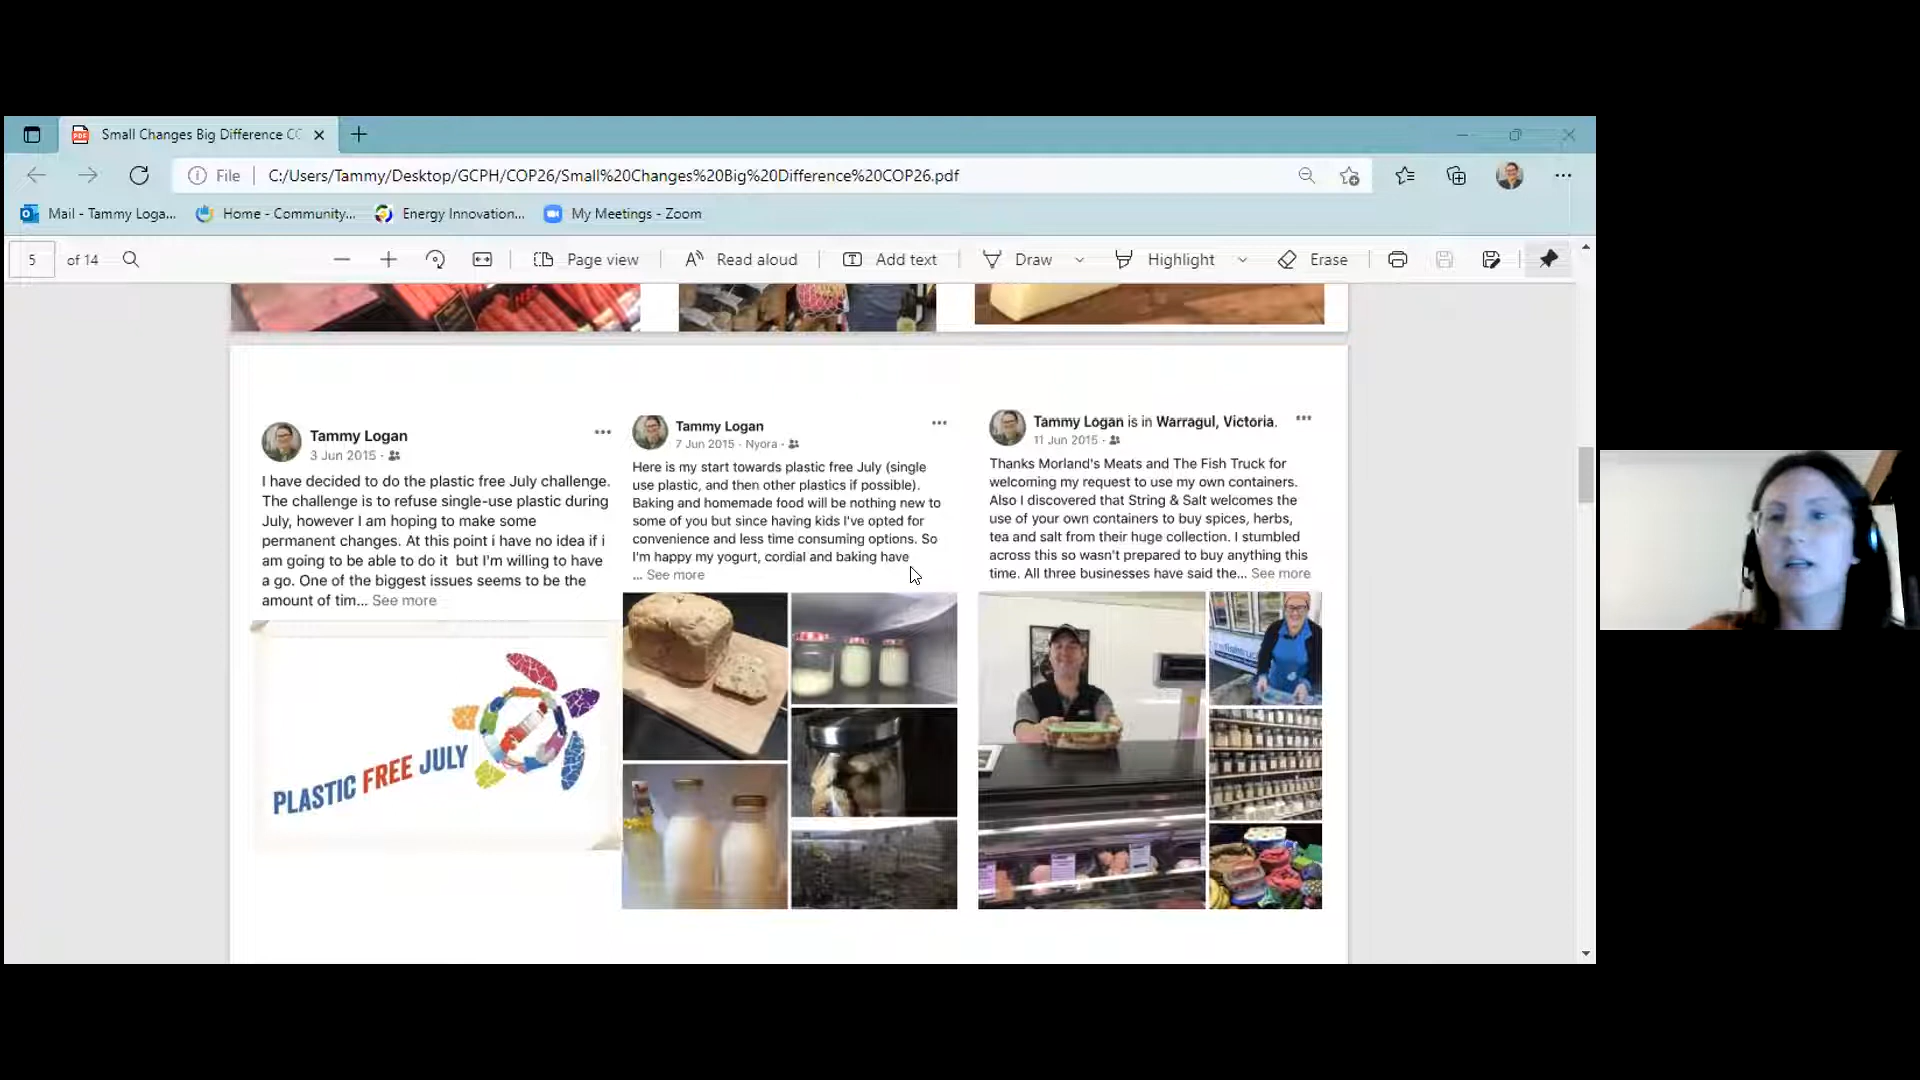 Small Changes Big Difference CC
File
C:/Users/Tammy/Desktop/GCPH/COP26/Small%20Changes%20Big%20Difference%20COP26.pdf
Mail - Tammy Loga...
Home - Community...
Energy Innovation...
My Meetings - Zoom
5 of 14
Page view
Read aloud
Add text
Draw
Highlight
Erase
Tammy Logan
3 Jun 2015 ·
I have decided to do the plastic free July challenge.
The challenge is to refuse single-use plastic during
July, however I am hoping to make some
permanent changes. At this point i have no idea if i
am going to be able to do it but I'm willing to have
a go. One of the biggest issues seems to be the
amount of tim... See more
PLASTIC FREE JULY
Tammy Logan
7 Jun 2015 · Nyora ·
Here is my start towards plastic free July (single
use plastic, and then other plastics if possible).
Baking and homemade food will be nothing new to
some of you but since having kids I've opted for
convenience and less time consuming options. So
I'm happy my yogurt, cordial and baking have
... See more
Tammy Logan is in Warragul, Victoria.
11 Jun 2015 ·
Thanks Morland's Meats and The Fish Truck for
welcoming my request to use my own containers.
Also I discovered that String & Salt welcomes the
use of your own containers to buy spices, herbs,
tea and salt from their huge collection. I stumbled
across this so wasn't prepared to buy anything this
time. All three businesses have said the... See more